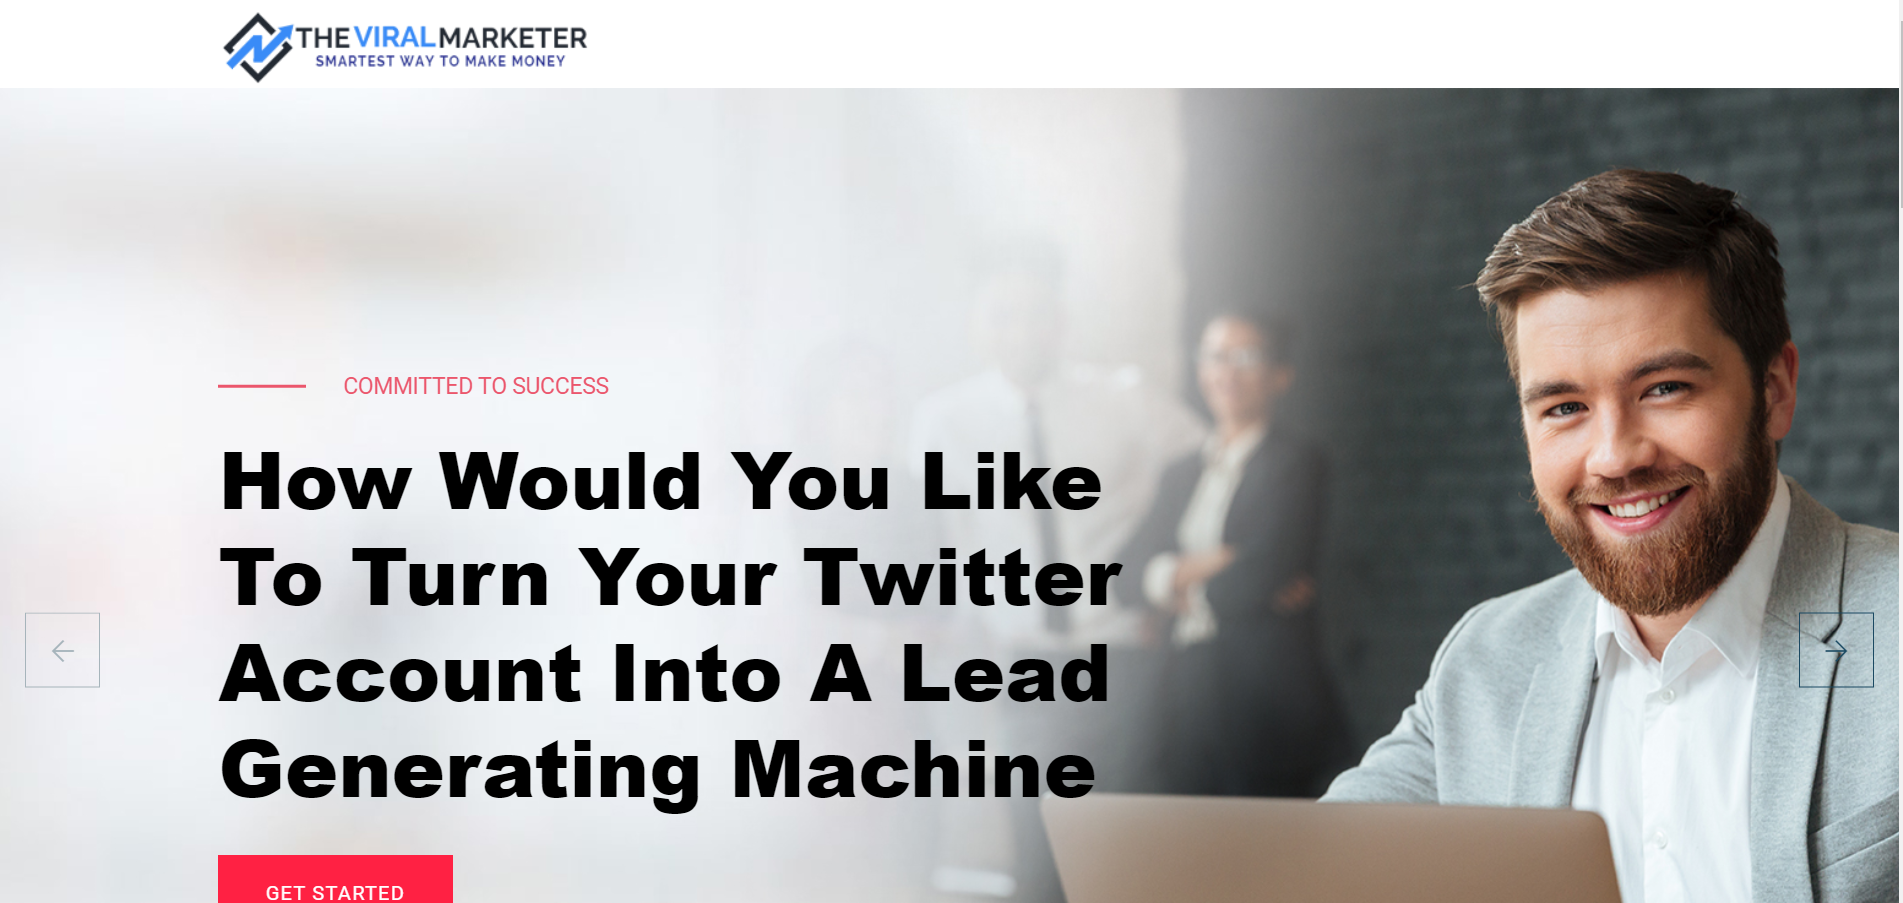 THE VIRAL MARKETER
SMARTEST WAY TO MAKE MONEY
COMMITTED TO SUCCESS
How Would You Like
To Turn Your Twitter
Account Into A Lead
Generating Machine
GET STARTED